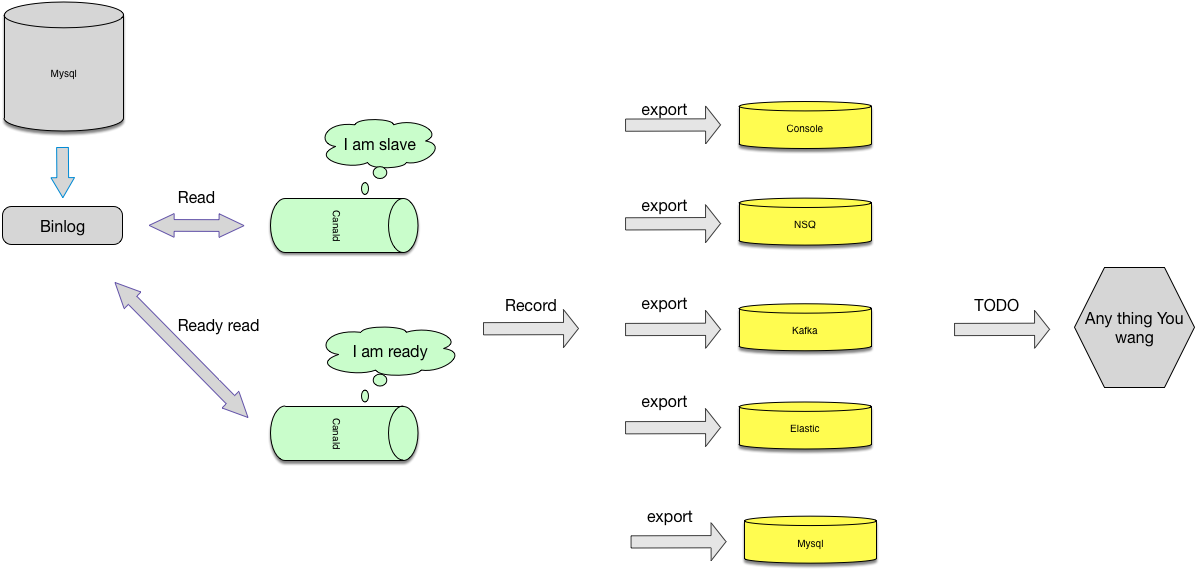 Mysql
Binlog
Read
Ready read
I am slave
Canald
I am ready
Canald
Record
export
Console
export
NSQ
export
Kafka
export
Elastic
export
Mysql
TODO
Any thing You
wang